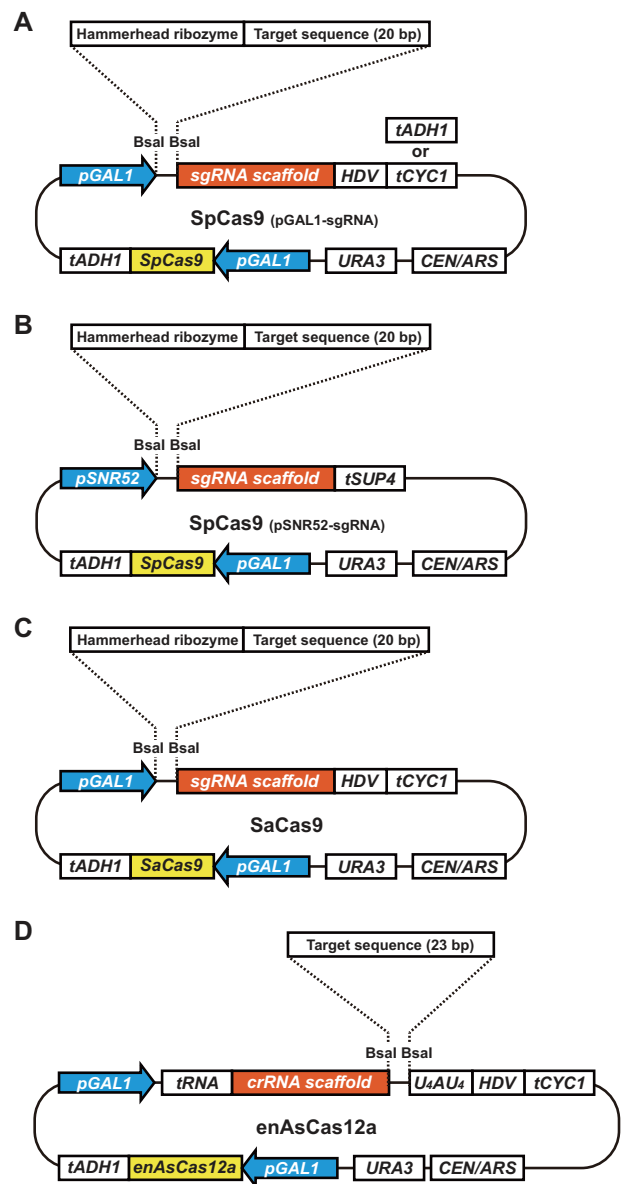 A
Hammerhead ribozyme Target sequence (20 bp)
tADH1
or
BsaI BsaI
pGAL1 sgRNA scaffold HDV tCYC1
SpCas9 (pGAL1-sgRNA)
tADH1 SpCas9 pGAL1 URA3 CEN/ARS
B
Hammerhead ribozyme Target sequence (20 bp)
BsaI BsaI
pSNR52 sgRNA scaffold tSUP4
SpCas9 (pSNR52-sgRNA)
tADH1 SpCas9 pGAL1 URA3 CEN/ARS
C
Hammerhead ribozyme Target sequence (20 bp)
BsaI BsaI
pGAL1 sgRNA scaffold HDV tCYC1
SaCas9
tADH1 SaCas9 pGAL1 URA3 CEN/ARS
D
Target sequence (23 bp)
BsaI BsaI
pGAL1 tRNA crRNA scaffold U₄AU₄ HDV tCYC1
enAsCas12a
tADH1 enAsCas12a pGAL1 URA3 CEN/ARS